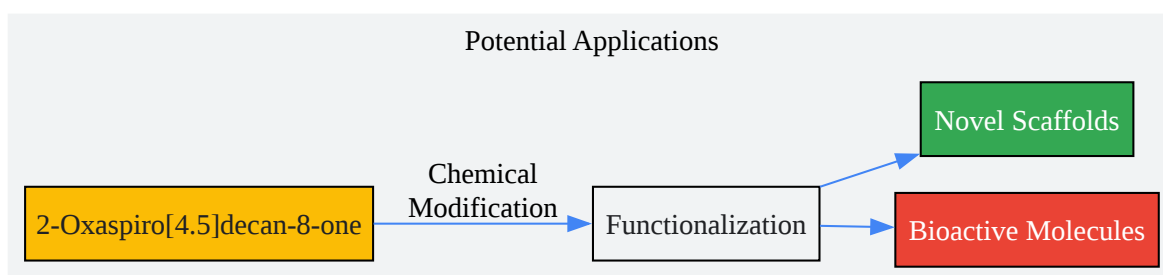 Potential Applications
2-Oxaspiro[4.5]decan-8-one
Chemical
Modification
Functionalization
Novel Scaffolds
Bioactive Molecules